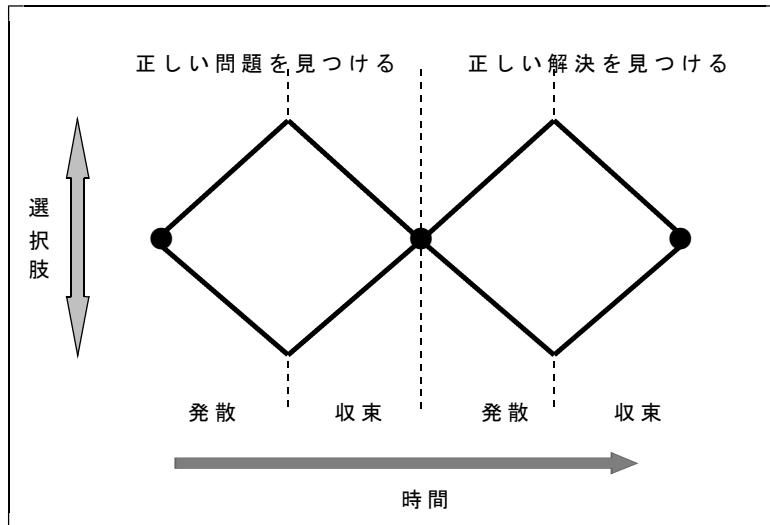 正しい問題を見つける
正しい解決を見つける
選択肢
発散
収束
発散
収束
時間